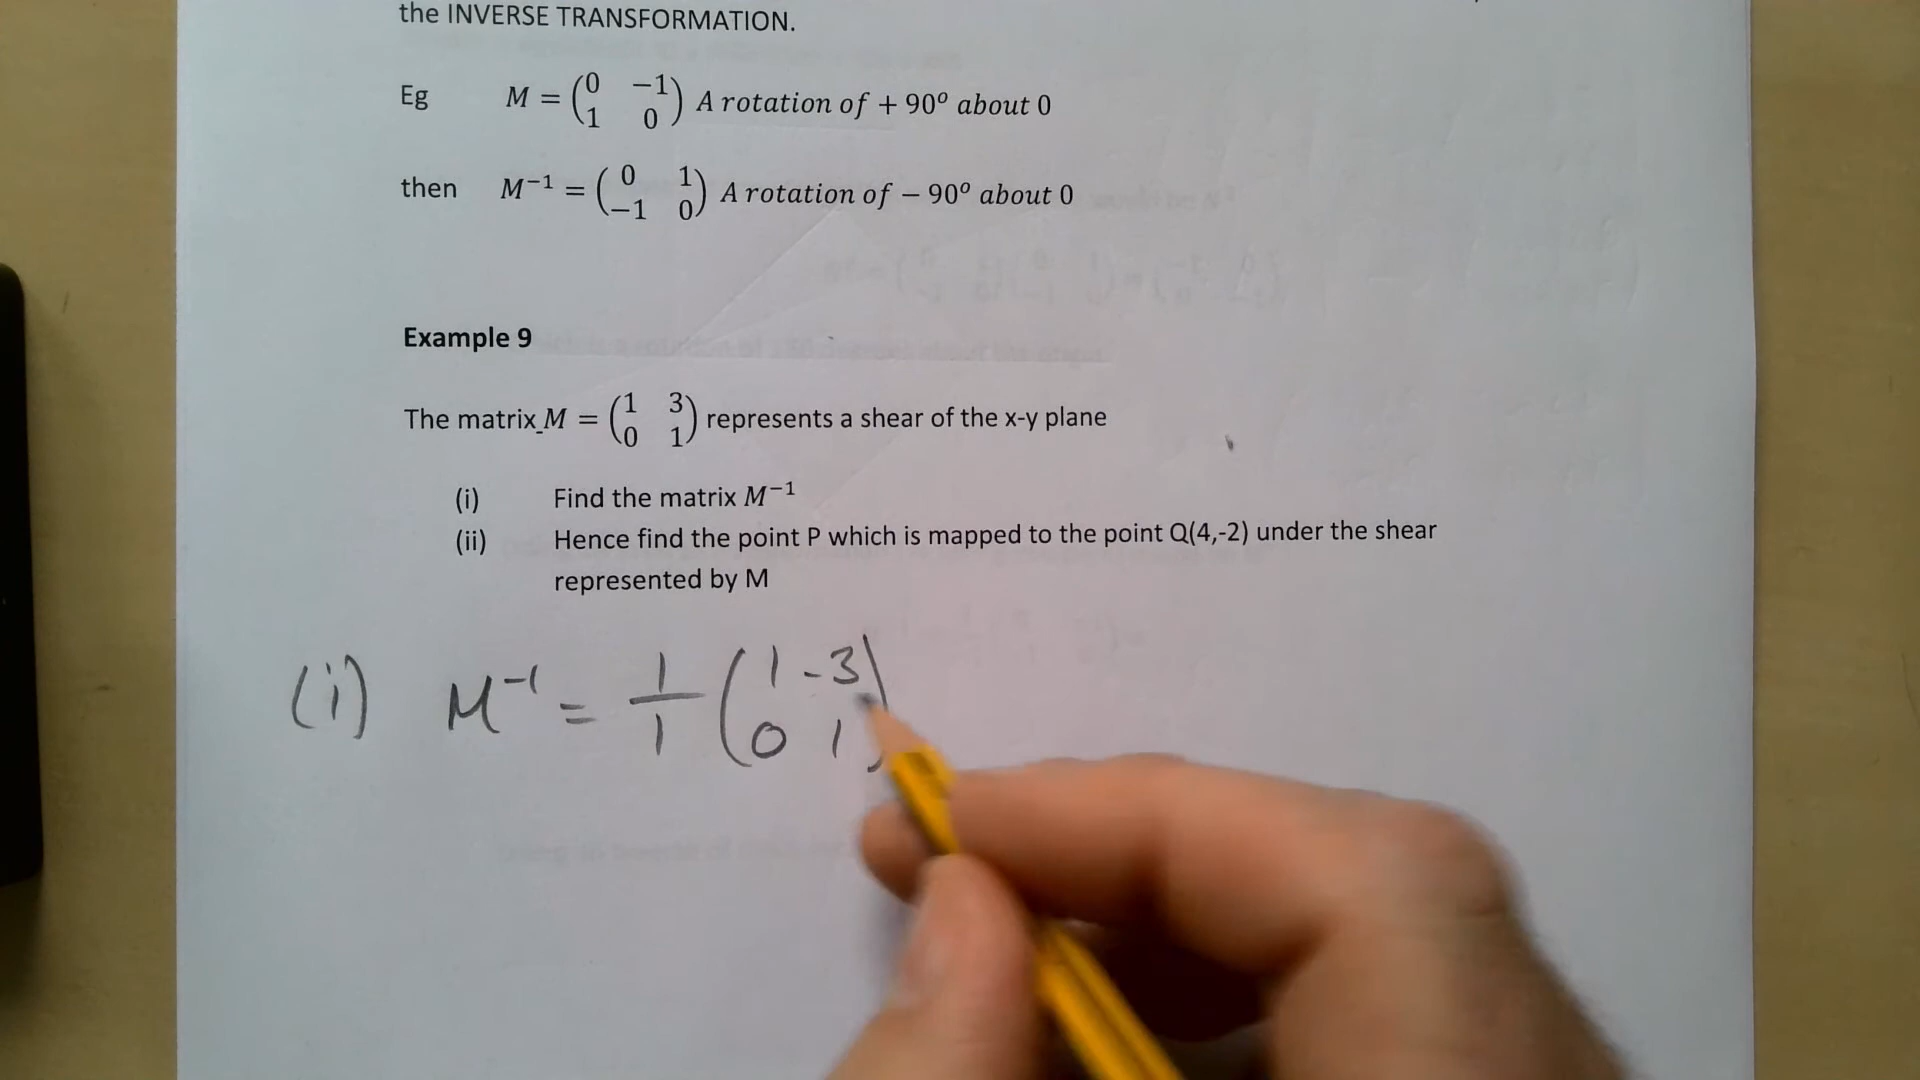 the INVERSE TRANSFORMATION.
Eg M = (0 −1
1 0) A rotation of + 90° about 0
then M⁻¹ = (0 1
−1 0) A rotation of − 90° about 0
Example 9
The matrix M = (1 3
0 1) represents a shear of the x-y plane
(i) Find the matrix M⁻¹
(ii) Hence find the point P which is mapped to the point Q(4,-2) under the shear
represented by M
(i) M⁻¹ = 1/1 (1 -3
0 1)